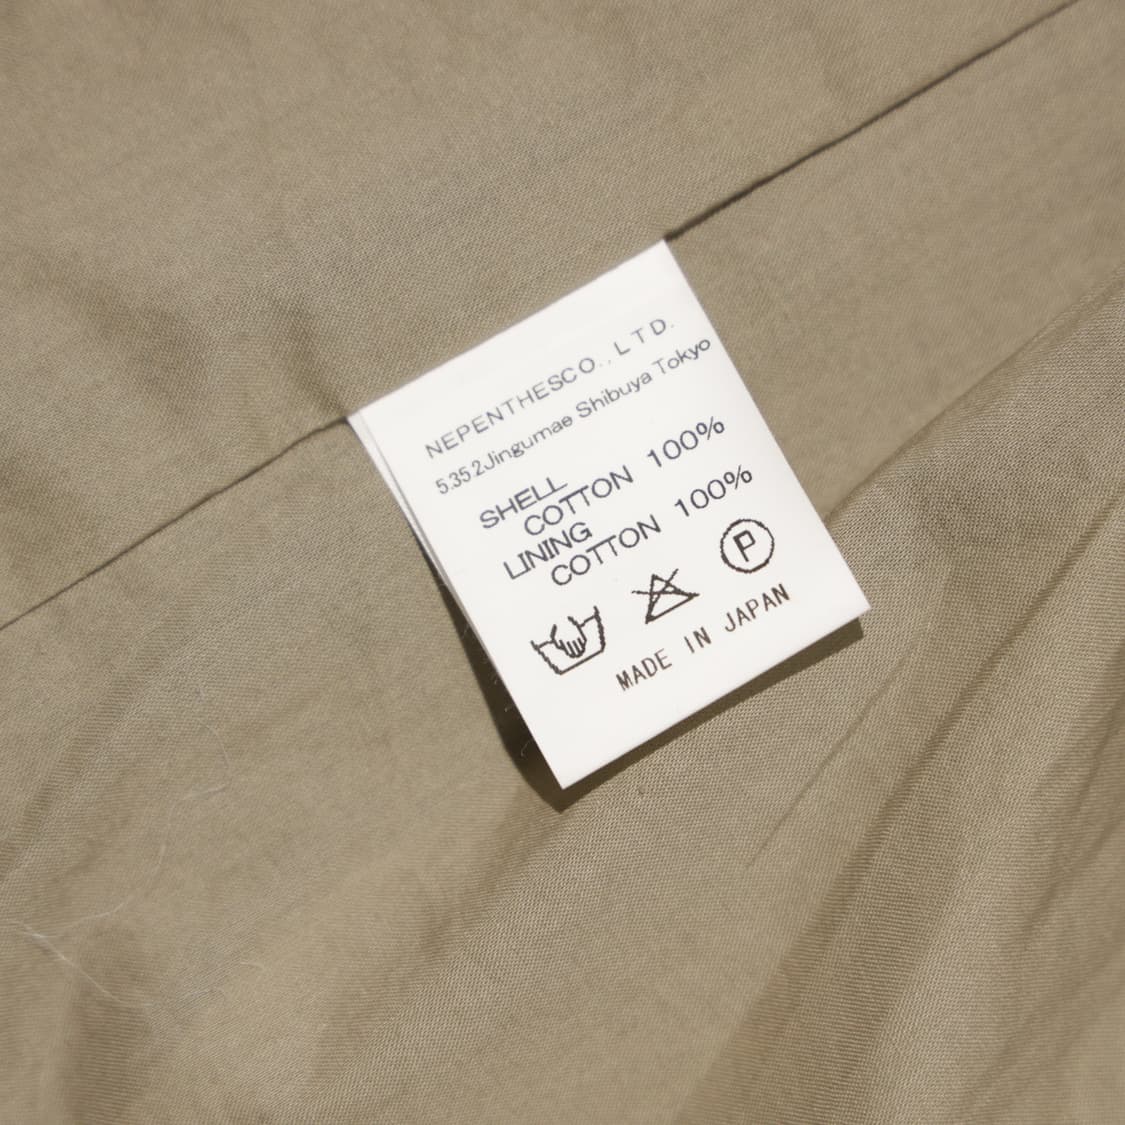 NEPENTHESCO., LTD.
5.35.2Jingumae Shibuya Tokyo
SHELL
COTTON 100%
LINING
COTTON 100%
P
MADE IN JAPAN